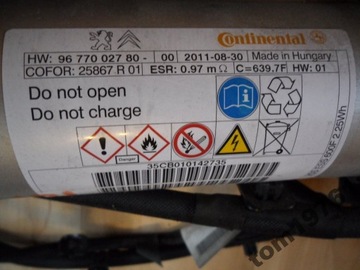 Continental
HW: 96 770 027 80 - 00 2011-08-30 Made in Hungary
COFOR: 25867 R 01 ESR: 0.97 mΩ C=639.7F HW: 01
Do not open
Do not charge
Danger
35CB010142735